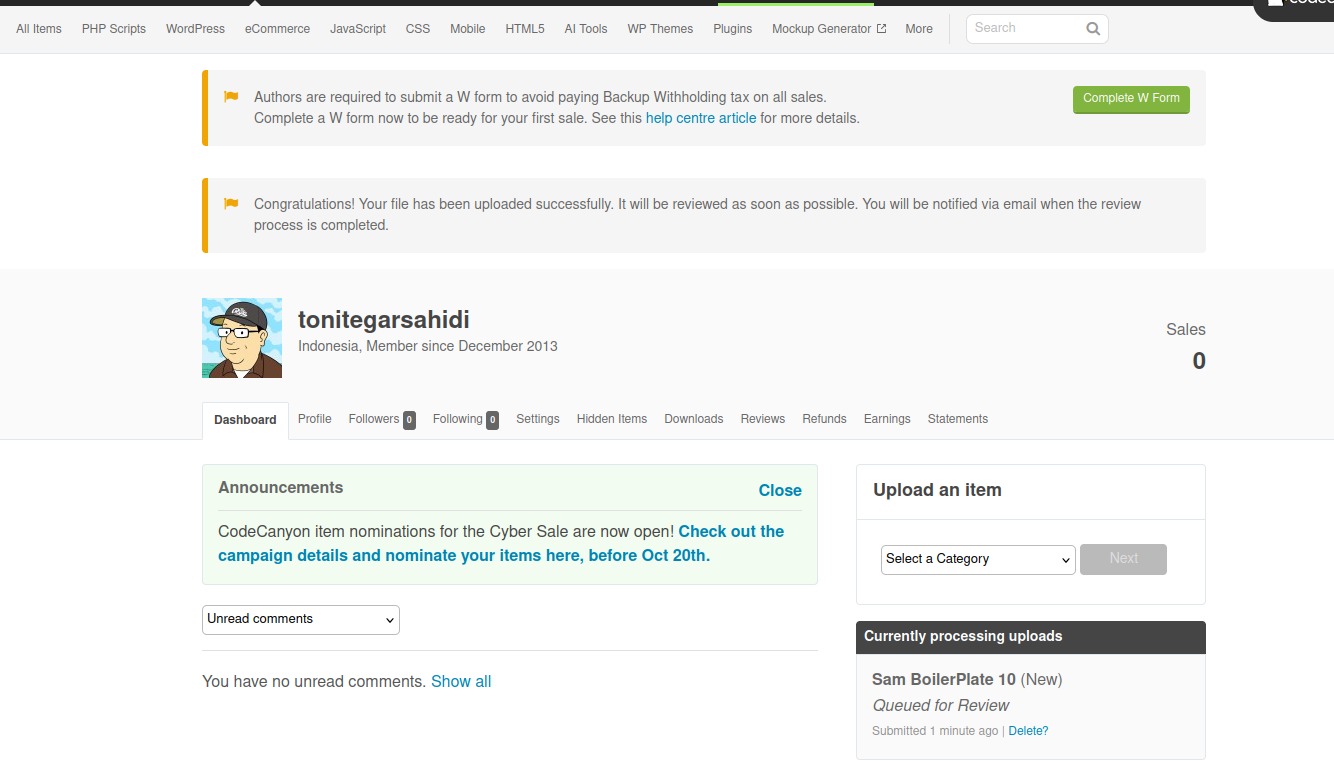 All Items PHP Scripts WordPress eCommerce JavaScript CSS Mobile HTML5 AI Tools WP Themes Plugins Mockup Generator More Search
Authors are required to submit a W form to avoid paying Backup Withholding tax on all sales.
Complete a W form now to be ready for your first sale. See this help centre article for more details.
Complete W Form
Congratulations! Your file has been uploaded successfully. It will be reviewed as soon as possible. You will be notified via email when the review
process is completed.
tonitegarsahidi
Indonesia, Member since December 2013
Sales
0
Dashboard Profile Followers 0 Following 0 Settings Hidden Items Downloads Reviews Refunds Earnings Statements
Announcements
Close
CodeCanyon item nominations for the Cyber Sale are now open! Check out the
campaign details and nominate your items here, before Oct 20th.
Unread comments
You have no unread comments. Show all
Upload an item
Select a Category Next
Currently processing uploads
Sam BoilerPlate 10 (New)
Queued for Review
Submitted 1 minute ago | Delete?